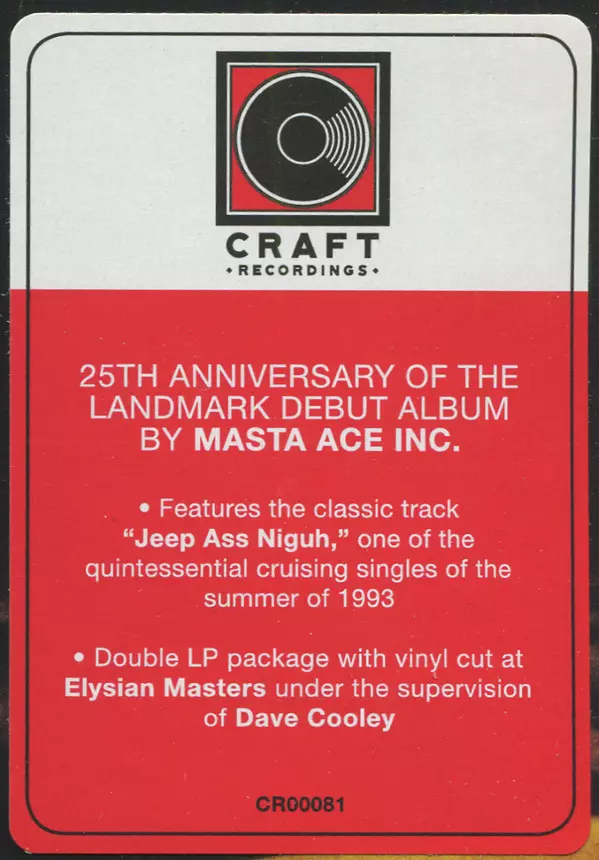 CRAFT
• RECORDINGS •
25TH ANNIVERSARY OF THE
LANDMARK DEBUT ALBUM
BY MASTA ACE INC.
• Features the classic track
“Jeep Ass Niguh,” one of the
quintessential cruising singles of the
summer of 1993
• Double LP package with vinyl cut at
Elysian Masters under the supervision
of Dave Cooley
CR00081